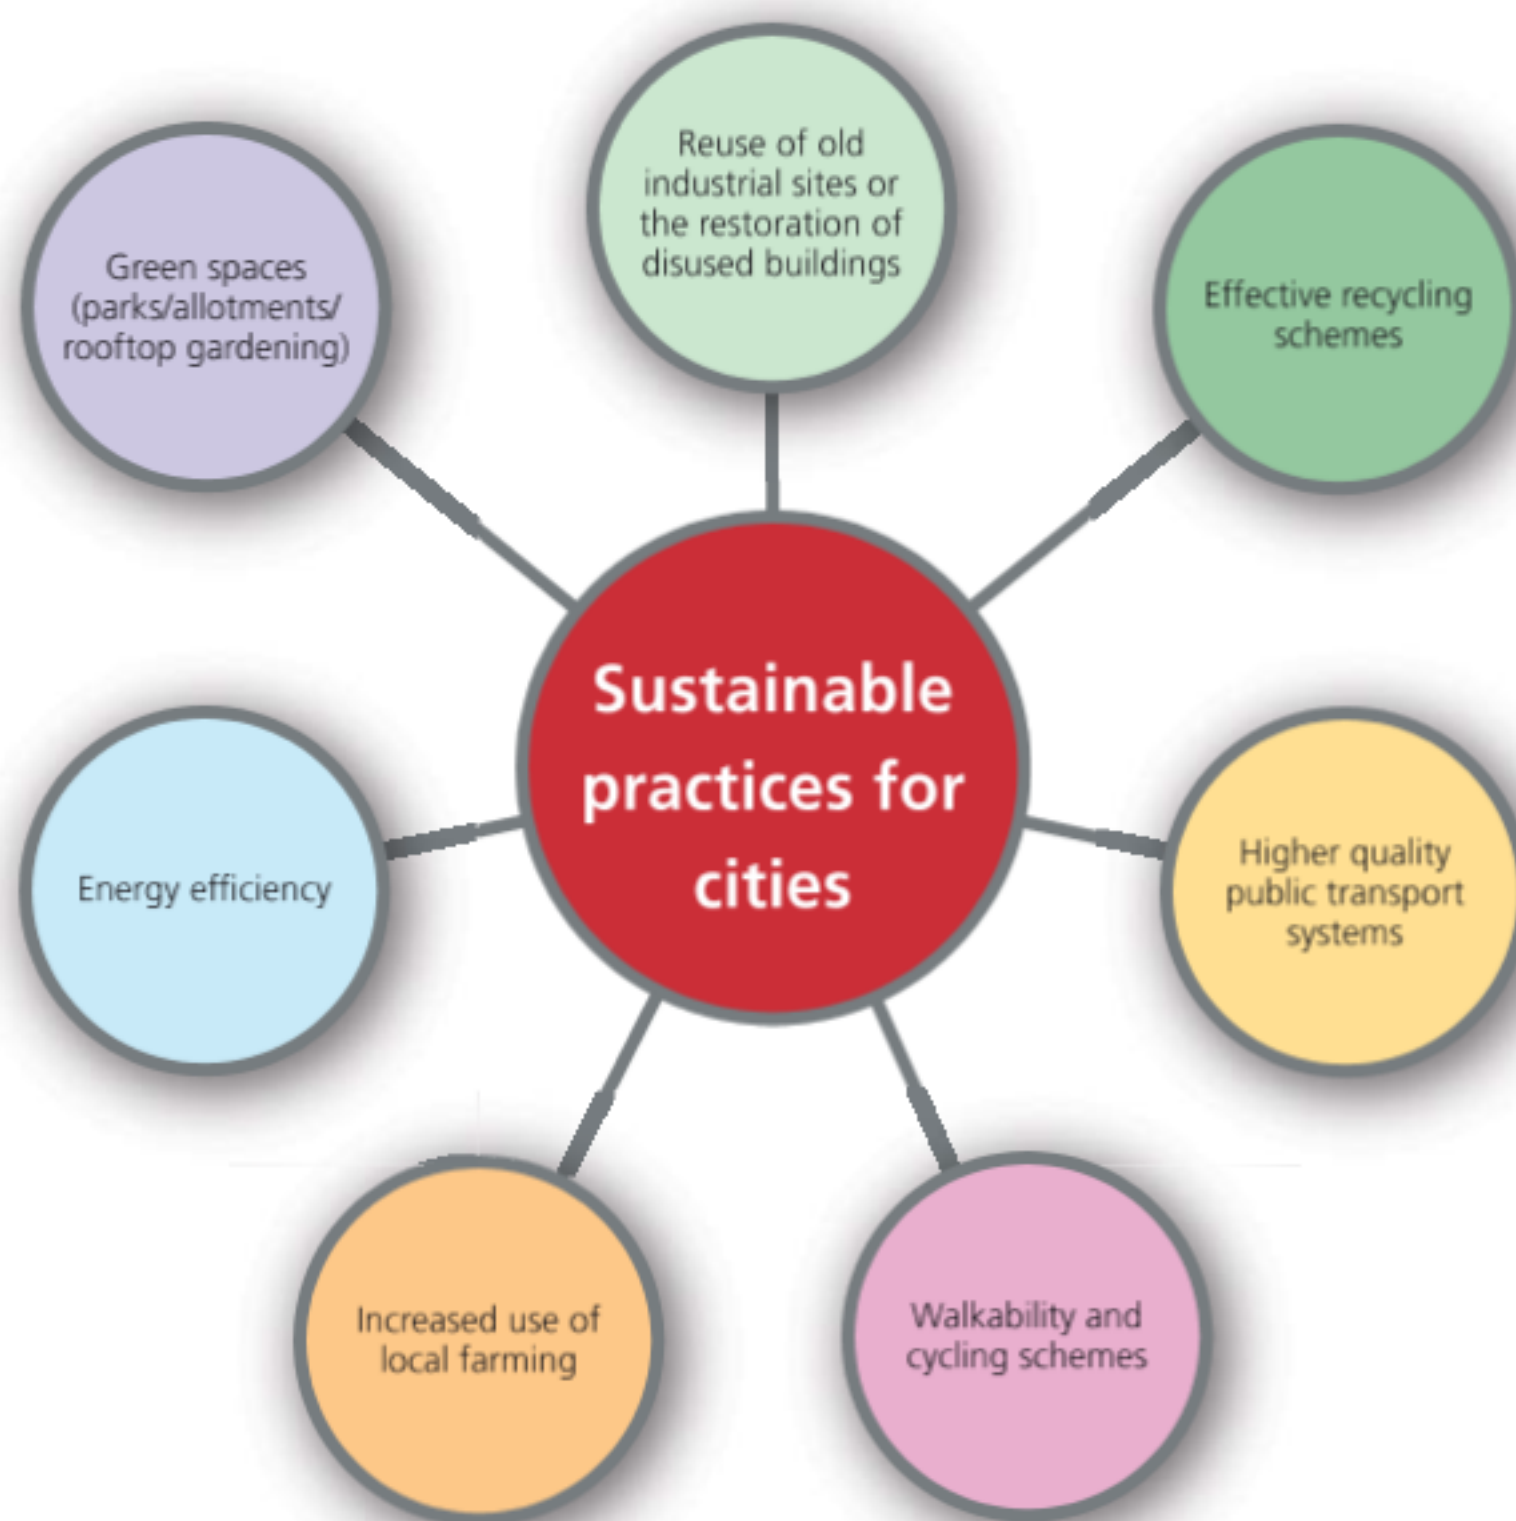 Reuse of old
industrial sites or
the restoration of
disused buildings
Green spaces
(parks/allotments/
rooftop gardening)
Effective recycling
schemes
Sustainable
practices for
cities
Energy efficiency
Higher quality
public transport
systems
Increased use of
local farming
Walkability and
cycling schemes